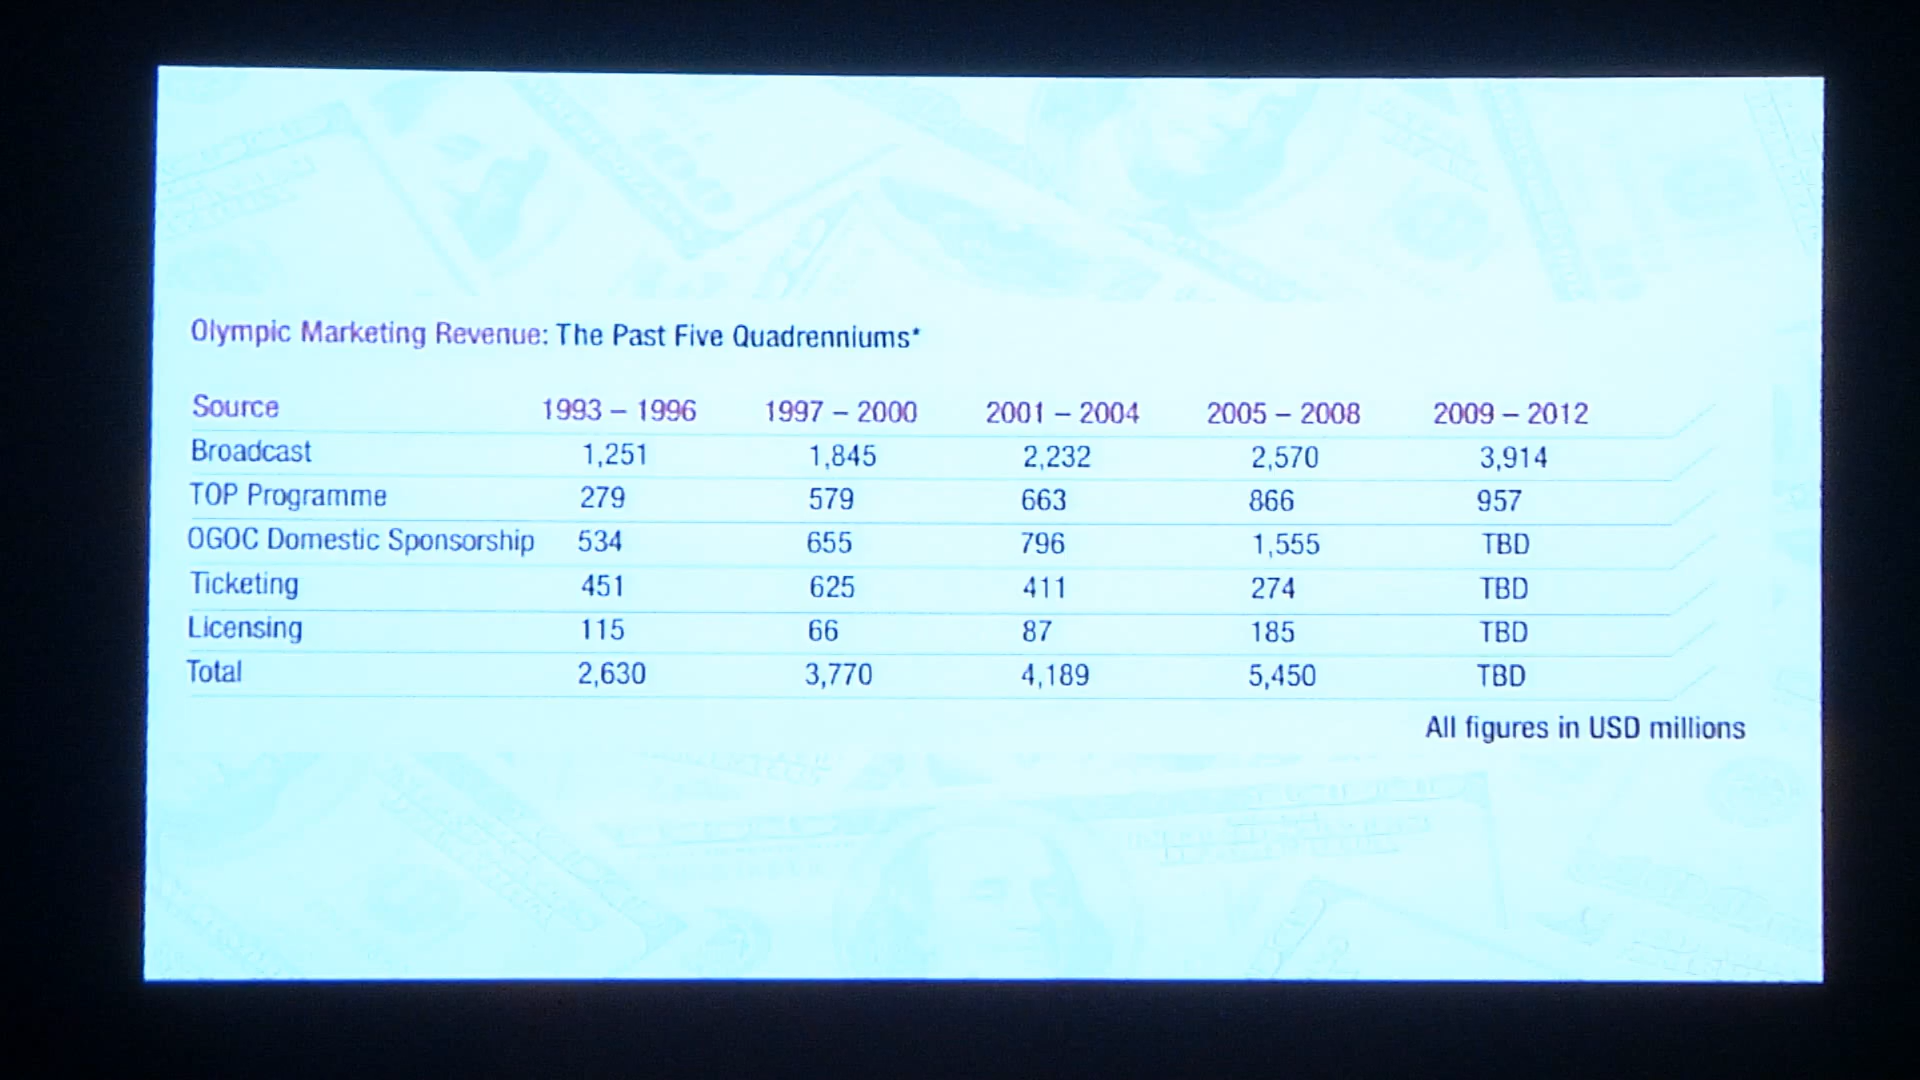 Olympic Marketing Revenue: The Past Five Quadrenniums*
Source 1993 – 1996 1997 – 2000 2001 – 2004 2005 – 2008 2009 – 2012
Broadcast 1,251 1,845 2,232 2,570 3,914
TOP Programme 279 579 663 866 957
OGOC Domestic Sponsorship 534 655 796 1,555 TBD
Ticketing 451 625 411 274 TBD
Licensing 115 66 87 185 TBD
Total 2,630 3,770 4,189 5,450 TBD
All figures in USD millions